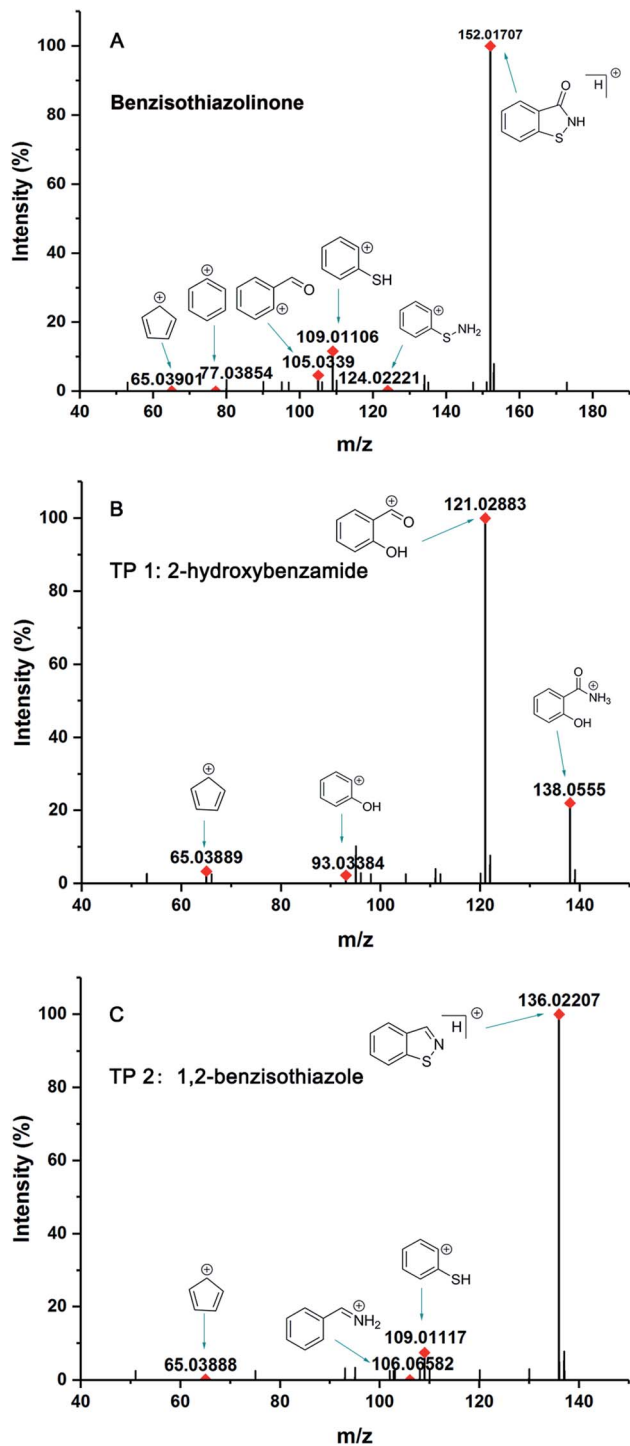 A
Benzisothiazolinone
152.01707
O
H
NH
S
O
SH
S NH₂
109.01106
105.0339
124.02221
77.03854
65.03901
100
80
60
40
20
0
Intensity (%)
60 80 100 120 140 160 180
m/z
B
TP 1: 2-hydroxybenzamide
121.02883
O
OH
O
NH₃
OH
138.0555
OH
93.03384
65.03889
100
80
60
40
20
0
Intensity (%)
40 60 80 100 120 140
m/z
C
TP 2: 1,2-benzisothiazole
136.02207
H
N
S
SH
NH₂
109.01117
106.06582
65.03888
100
80
60
40
20
0
Intensity (%)
40 60 80 100 120 140
m/z